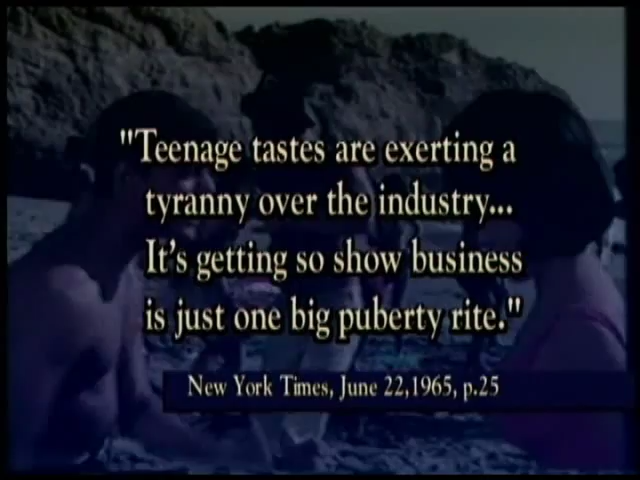 "Teenage tastes are exerting a
tyranny over the industry...
It's getting so show business
is just one big puberty rite."
New York Times, June 22,1965, p.25